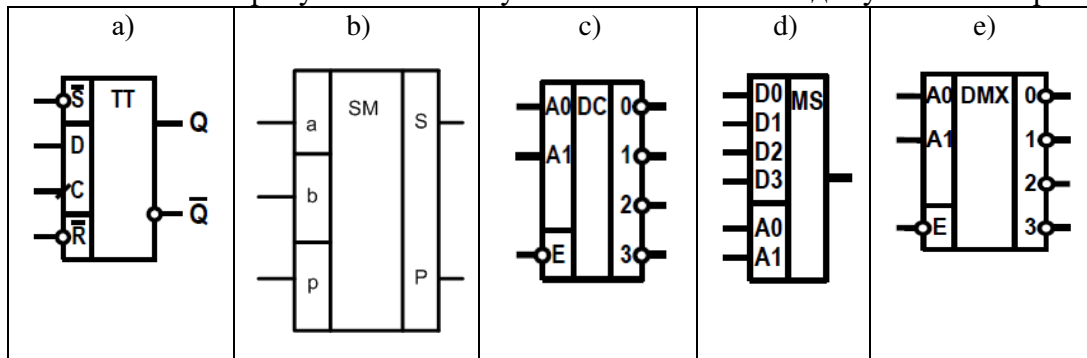 a) b) c) d) e)
S̅ TT
D Q
C
R̅ Q̅
a SM S
b
p P
A0 DC 0
A1 1
2
E 3
D0 MS
D1
D2
D3
A0
A1
A0 DMX 0
A1 1
2
E 3